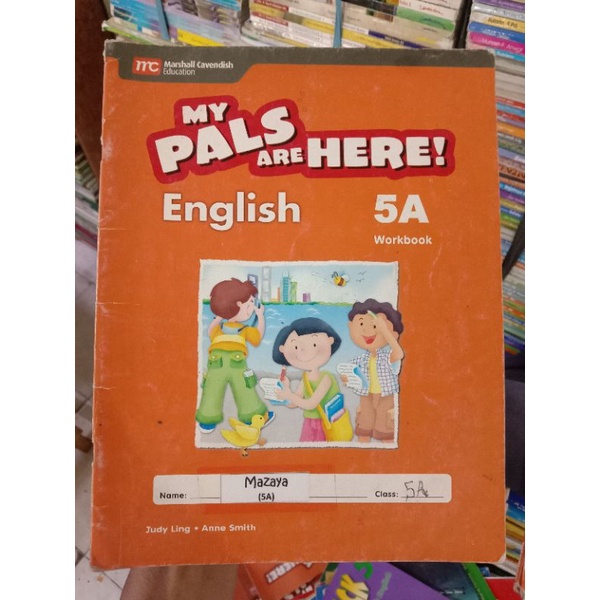 mc Marshall Cavendish
Education
MY
PALS
ARE HERE!
English 5A
Workbook
Name: Mazaya Class: 5A
(5A)
Judy Ling • Anne Smith
HERE!